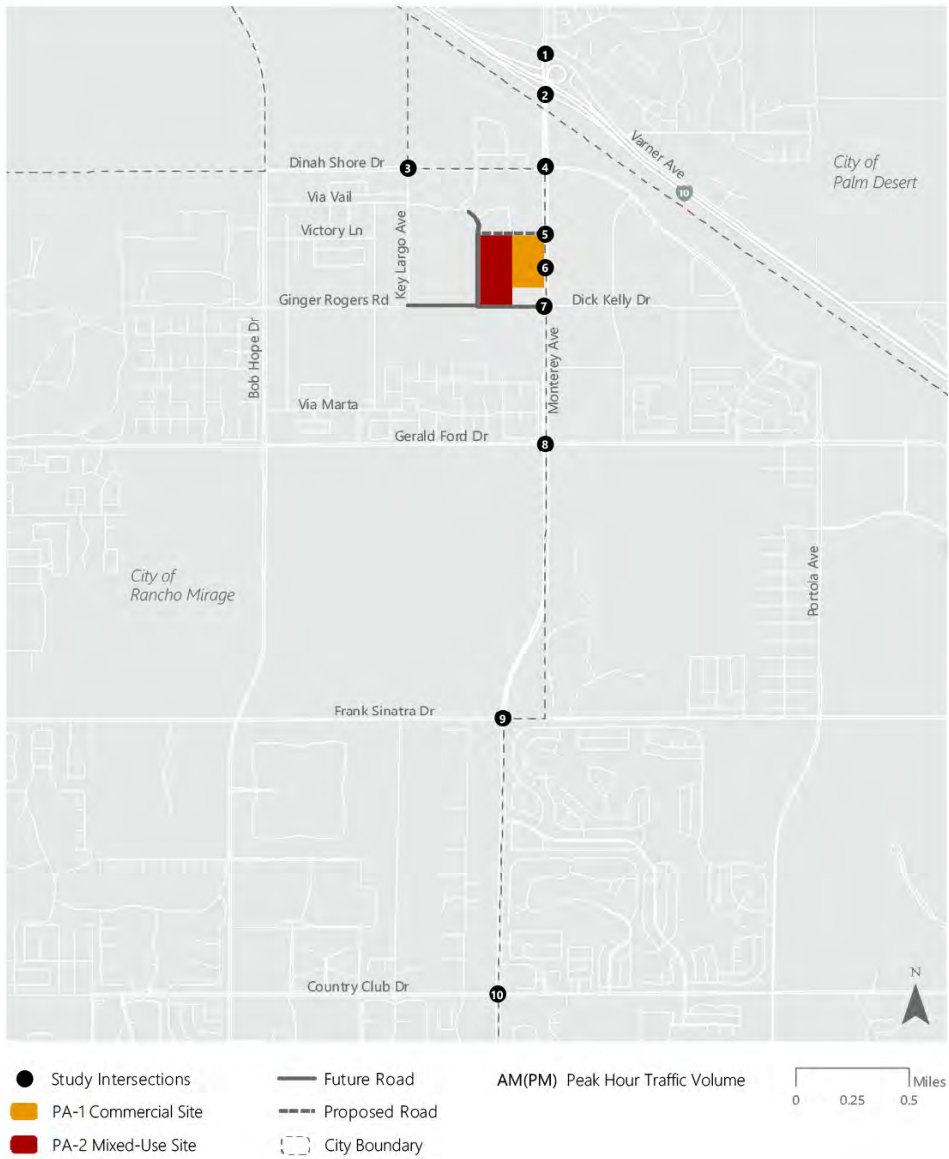 1
2
Varner Ave
City of
Palm Desert
Dinah Shore Dr
3
4
10
Via Vail
Victory Ln
5
Key Largo Ave
6
Ginger Rogers Rd
7
Dick Kelly Dr
Bob Hope Dr
Monterey Ave
Via Marta
Gerald Ford Dr
8
City of
Rancho Mirage
Portola Ave
Frank Sinatra Dr
9
Country Club Dr
10
N
Study Intersections
Future Road
AM(PM) Peak Hour Traffic Volume
Miles
0 0.25 0.5
PA-1 Commercial Site
Proposed Road
PA-2 Mixed-Use Site
City Boundary